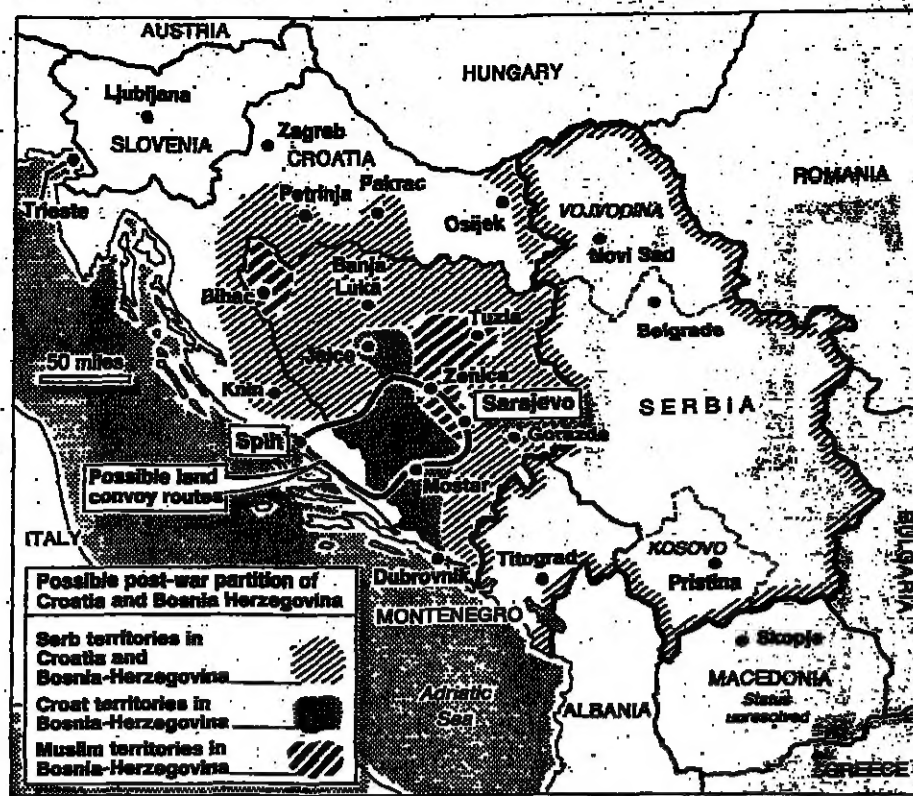 AUSTRIA
HUNGARY
Ljubljana
SLOVENIA
Zagreb
CROATIA
ROMANIA
Trieste
Petrinja
Pakrac
Osijek
VOJVODINA
Novi Sad
Bihac
Banja
Luka
Tuzla
Belgrade
50 miles
Jajce
Zenica
Knin
Sarajevo
SERBIA
Split
Gorazde
Possible land
convoy routes
Mostar
ITALY
Dubrovnik
Titograd
KOSOVO
Pristina
BULGARIA
MONTENEGRO
Skopje
Adriatic
Sea
ALBANIA
MACEDONIA
Status
unresolved
GREECE
Possible post-war partition of
Croatia and Bosnia Herzegovina
Serb territories in
Croatia and
Bosnia-Herzegovina
Croat territories in
Bosnia-Herzegovina
Muslim territories in
Bosnia-Herzegovina